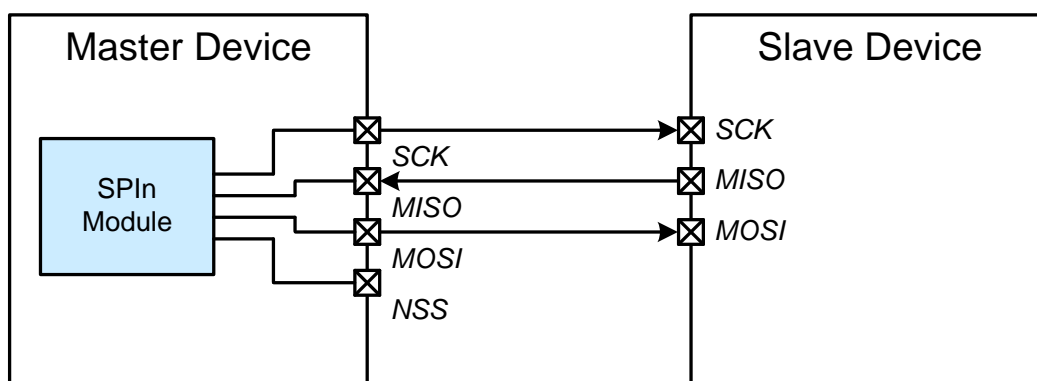 Master Device
Slave Device
SPIn
Module
SCK
MISO
MOSI
NSS
SCK
MISO
MOSI